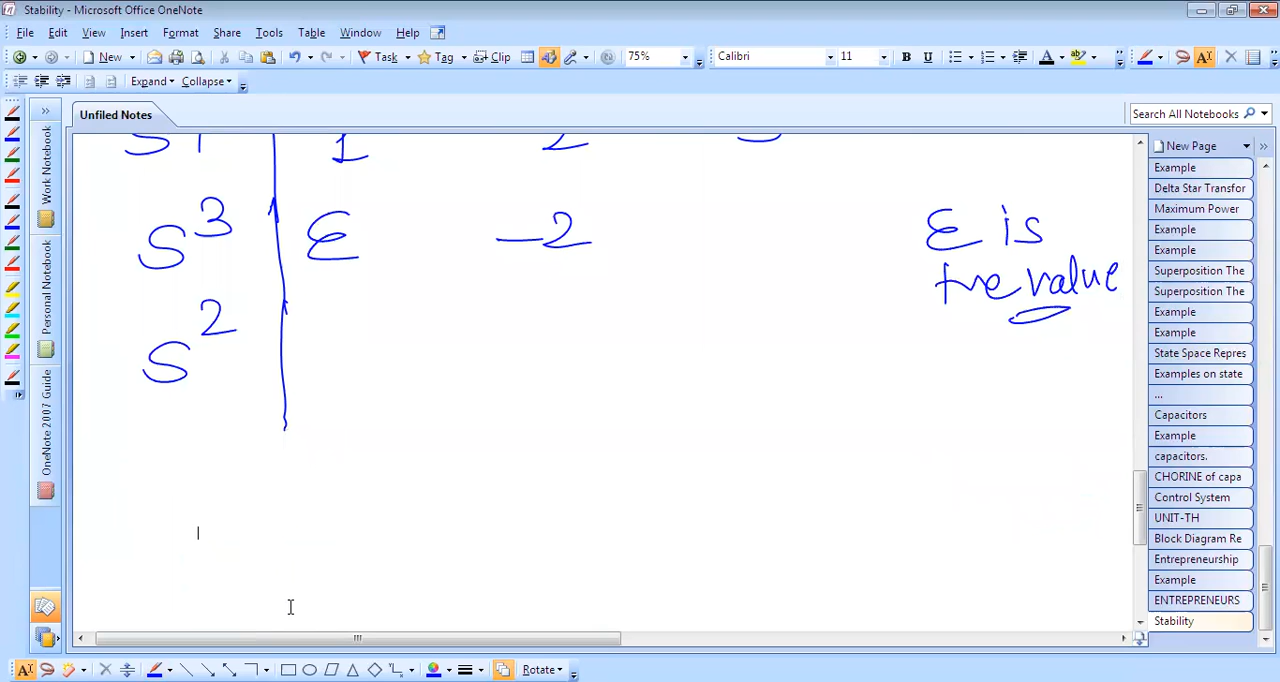 Stability - Microsoft Office OneNote
File Edit View Insert Format Share Tools Table Window Help
New Task Tag Clip 75% Calibri 11 B U
Expand Collapse
Unfiled Notes
Search All Notebooks
Work Notebook
Personal Notebook
OneNote 2007 Guide
1 2
S3 ε -2
S2
ε is
+ve value
New Page
Example
Delta Star Transfor
Maximum Power
Example
Example
Superposition The
Superposition The
Example
Example
State Space Repres
Examples on state
...
Capacitors
Example
capacitors.
CHORINE of capa
Control System
UNIT-TH
Block Diagram Re
Entrepreneurship
Example
ENTREPRENEURS
Stability
Rotate